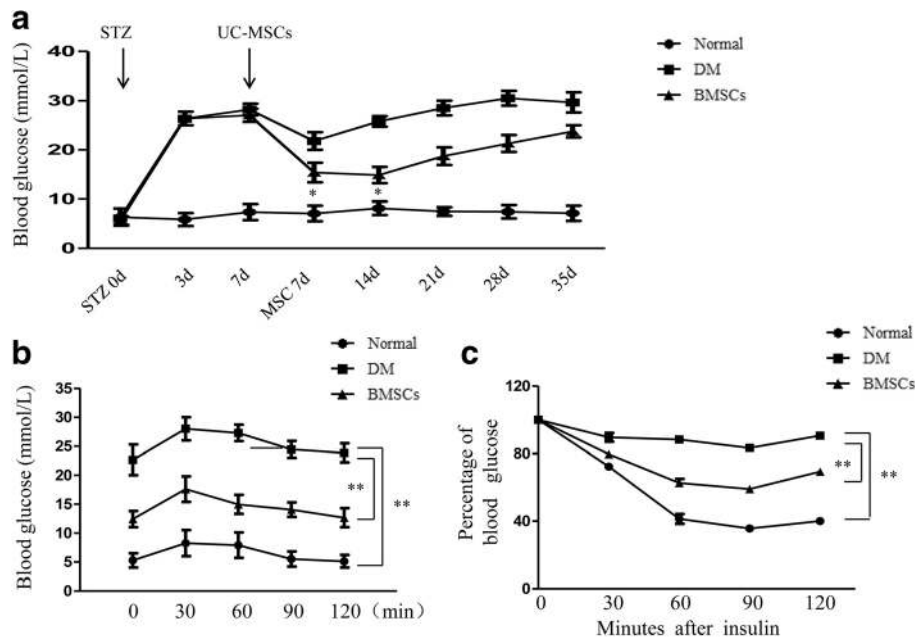 a
STZ
UC-MSCs
Normal
DM
BMSCs
Blood glucose (mmol/L)
40
30
20
10
0
* *
STZ 0d 3d 7d MSC 7d 14d 21d 28d 35d
b
Normal
DM
BMSCs
Blood glucose (mmol/L)
35
30
25
20
15
10
5
0
**
**
0 30 60 90 120 (min)
c
Normal
DM
BMSCs
Percentage of
blood glucose
120
80
40
0
**
**
0 30 60 90 120
Minutes after insulin